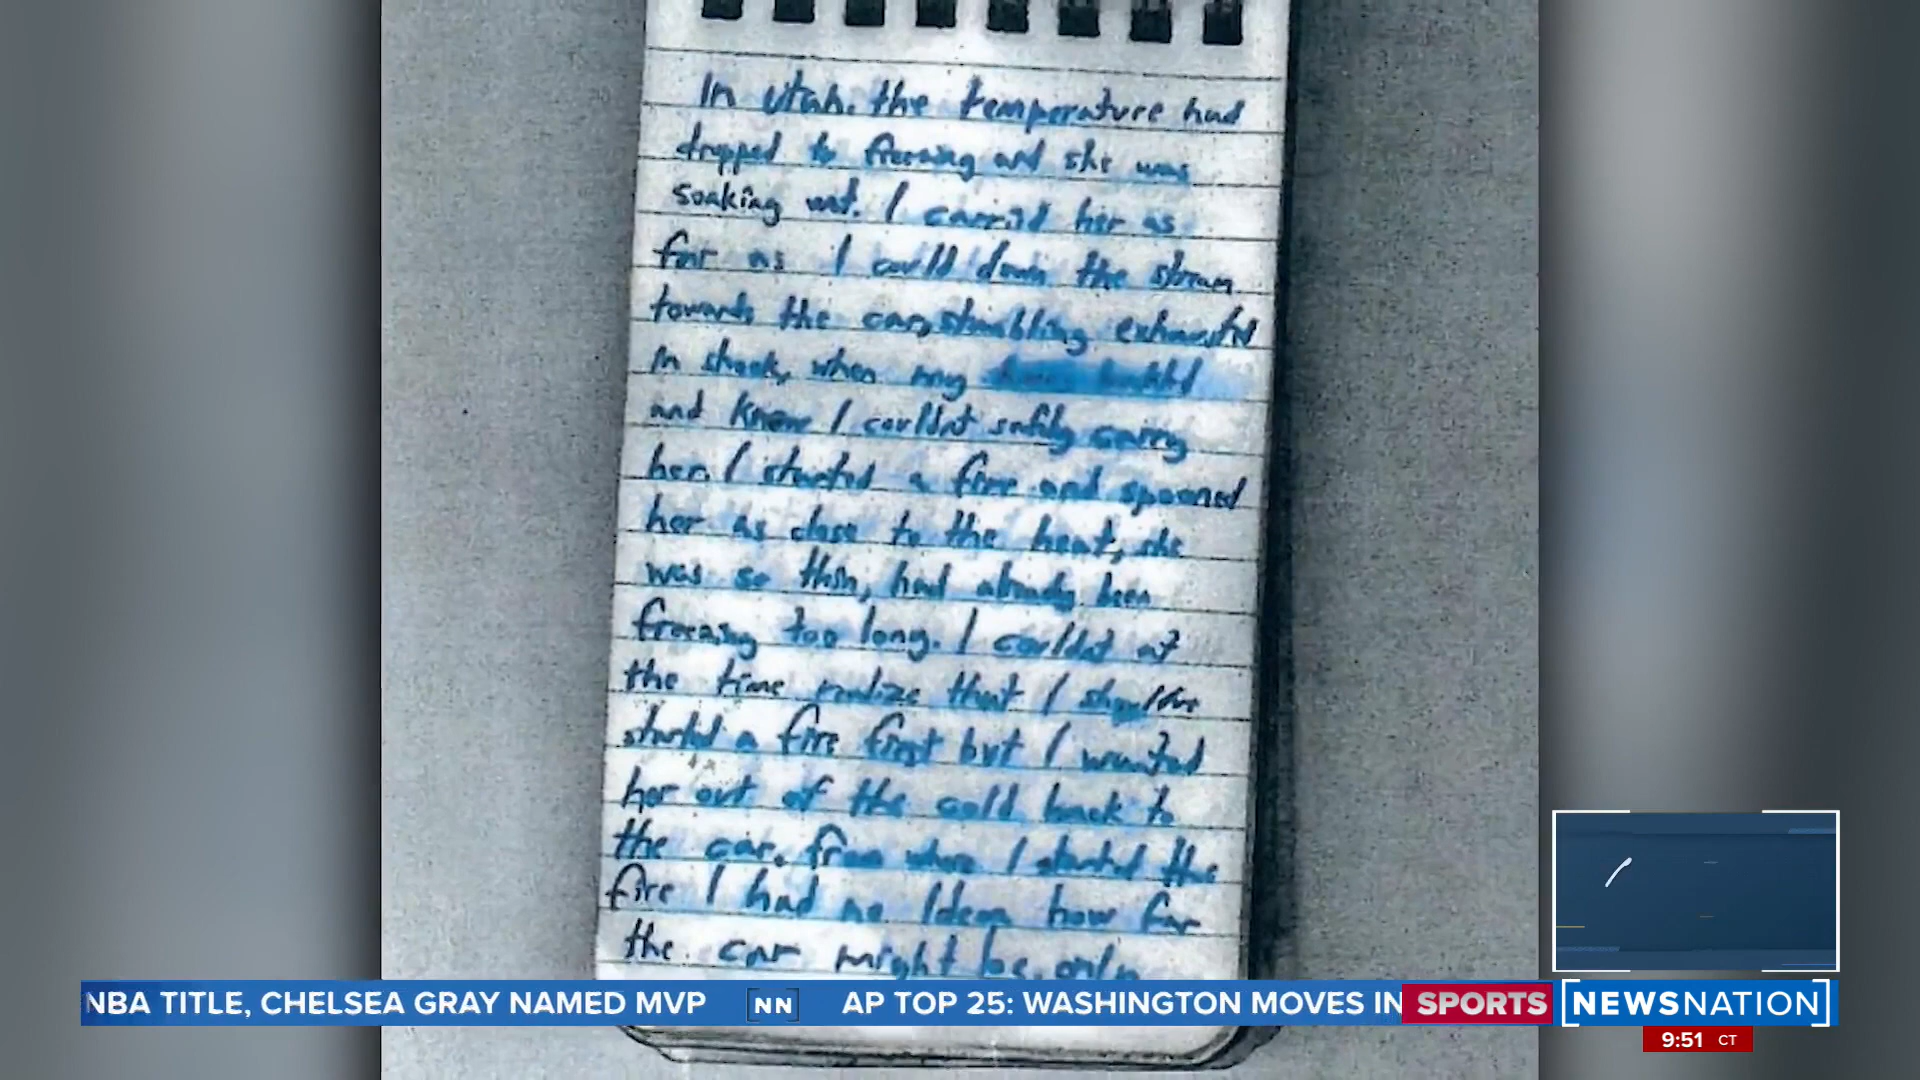 In Utah. the temperature had
dropped to freezing and she was
soaking wet. I carried her as
far as I could down the stream
towards the car, stumbling exhausted
in shock, when my knees buckled
and knew I couldn't safely carry
her. I started a fire and spooned
her as close to the heat, she
was so thin, had already been
freezing too long. I couldnt at
the time realize that I should've
started a fire first but I wanted
her out of the cold back to
the car. from where I started the
fire I had no Idea how far
the car might be. only
NBA TITLE, CHELSEA GRAY NAMED MVP NN AP TOP 25: WASHINGTON MOVES IN SPORTS NEWSNATION
9:51 CT